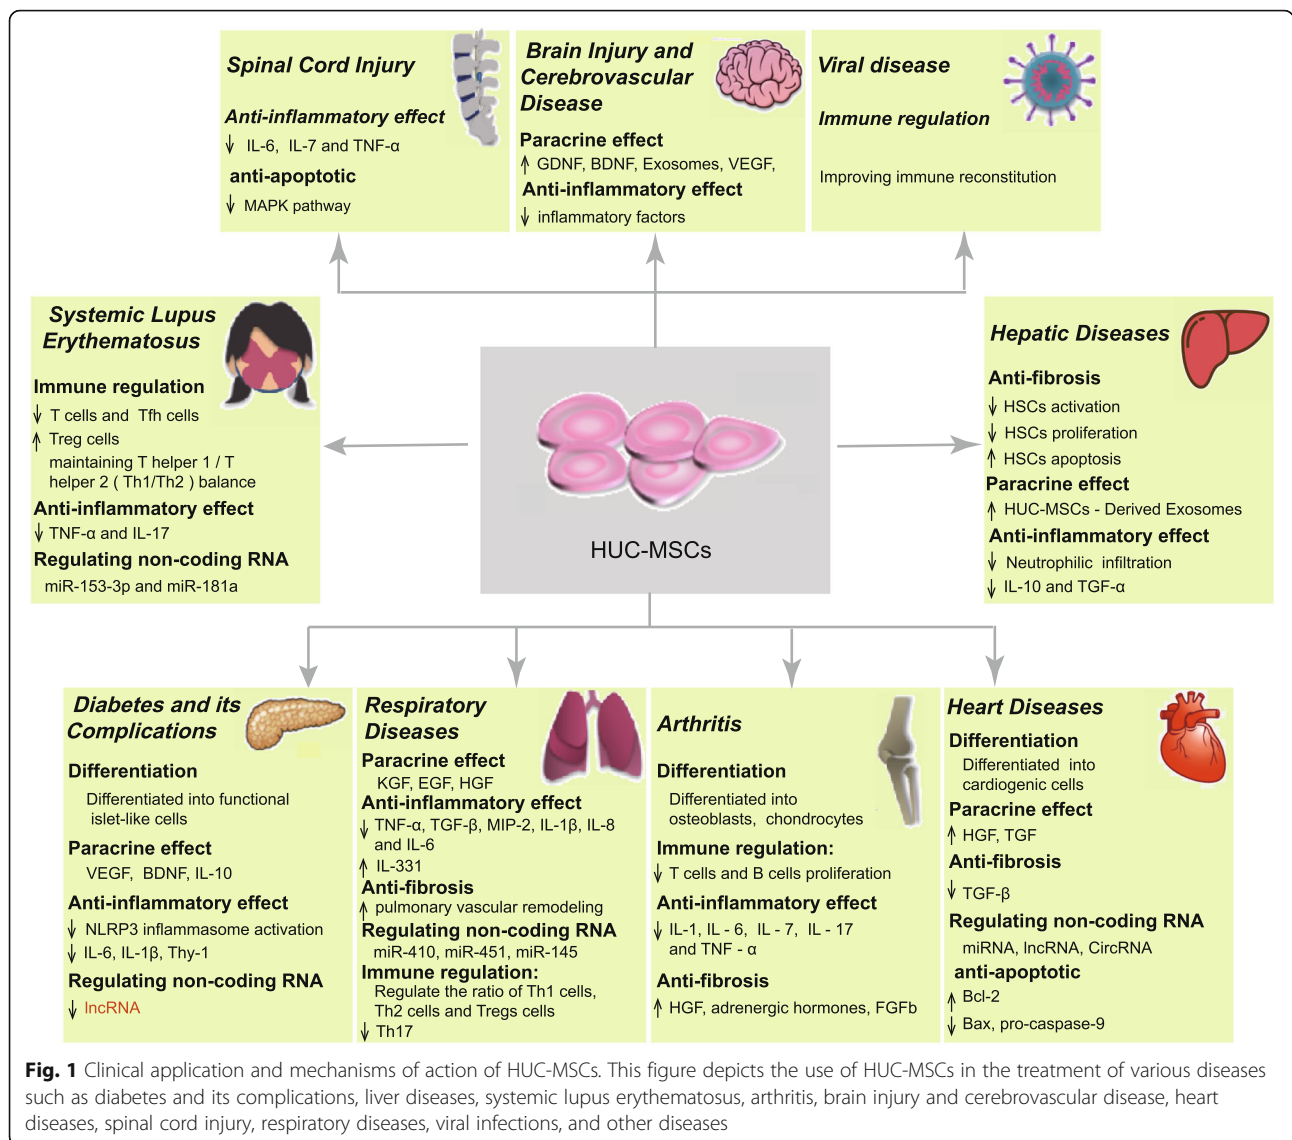 Spinal Cord Injury
Anti-inflammatory effect
↓ IL-6, IL-7 and TNF-α
anti-apoptotic
↓ MAPK pathway
Brain Injury and
Cerebrovascular
Disease
Paracrine effect
↑ GDNF, BDNF, Exosomes, VEGF,
Anti-inflammatory effect
↓ inflammatory factors
Viral disease
Immune regulation
Improving immune reconstitution
Systemic Lupus
Erythematosus
Immune regulation
↓ T cells and Tfh cells
↑ Treg cells
maintaining T helper 1 / T
helper 2 ( Th1/Th2 ) balance
Anti-inflammatory effect
↓ TNF-α and IL-17
Regulating non-coding RNA
miR-153-3p and miR-181a
HUC-MSCs
Hepatic Diseases
Anti-fibrosis
↓ HSCs activation
↓ HSCs proliferation
↑ HSCs apoptosis
Paracrine effect
↑ HUC-MSCs - Derived Exosomes
Anti-inflammatory effect
↓ Neutrophilic infiltration
↓ IL-10 and TGF-α
Diabetes and its
Complications
Differentiation
Differentiated into functional
islet-like cells
Paracrine effect
VEGF, BDNF, IL-10
Anti-inflammatory effect
↓ NLRP3 inflammasome activation
↓ IL-6, IL-1β, Thy-1
Regulating non-coding RNA
↓ lncRNA
Respiratory
Diseases
Paracrine effect
KGF, EGF, HGF
Anti-inflammatory effect
↓ TNF-α, TGF-β, MIP-2, IL-1β, IL-8
and IL-6
↑ IL-331
Anti-fibrosis
↑ pulmonary vascular remodeling
Regulating non-coding RNA
miR-410, miR-451, miR-145
Immune regulation:
Regulate the ratio of Th1 cells,
Th2 cells and Tregs cells
↓ Th17
Arthritis
Differentiation
Differentiated into
osteoblasts, chondrocytes
Immune regulation:
↓ T cells and B cells proliferation
Anti-inflammatory effect
↓ IL-1, IL - 6, IL - 7, IL - 17
and TNF - α
Anti-fibrosis
↑ HGF, adrenergic hormones, FGFb
Heart Diseases
Differentiation
Differentiated into
cardiogenic cells
Paracrine effect
↑ HGF, TGF
Anti-fibrosis
↓ TGF-β
Regulating non-coding RNA
miRNA, lncRNA, CircRNA
anti-apoptotic
↑ Bcl-2
↓ Bax, pro-caspase-9
Fig. 1 Clinical application and mechanisms of action of HUC-MSCs. This figure depicts the use of HUC-MSCs in the treatment of various diseases
such as diabetes and its complications, liver diseases, systemic lupus erythematosus, arthritis, brain injury and cerebrovascular disease, heart
diseases, spinal cord injury, respiratory diseases, viral infections, and other diseases